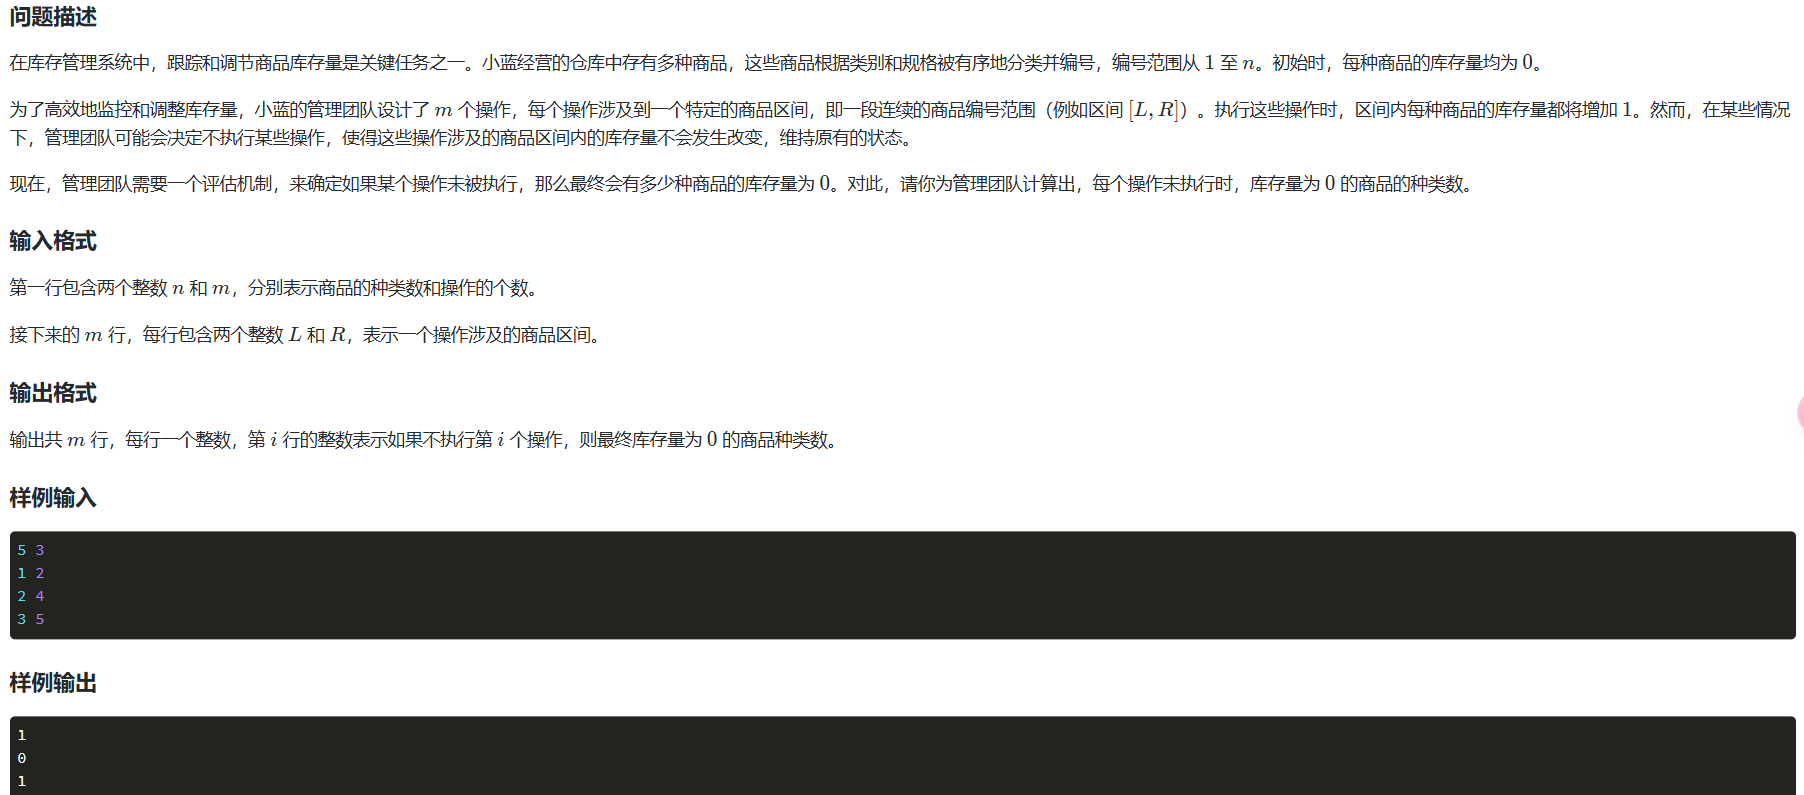 问题描述
在库存管理系统中，跟踪和调节商品库存量是关键任务之一。小蓝经营的仓库中存有多种商品，这些商品根据类别和规格被有序地分类并编号，编号范围从 1 至 n。初始时，每种商品的库存量均为 0。
为了高效地监控和调整库存量，小蓝的管理团队设计了 m 个操作，每个操作涉及到一个特定的商品区间，即一段连续的商品编号范围（例如区间 [L, R]）。执行这些操作时，区间内每种商品的库存量都将增加 1。然而，在某些情况
下，管理团队可能会决定不执行某些操作，使得这些操作涉及的商品区间内的库存量不会发生改变，维持原有的状态。
现在，管理团队需要一个评估机制，来确定如果某个操作未被执行，那么最终会有多少种商品的库存量为 0。对此，请你为管理团队计算出，每个操作未执行时，库存量为 0 的商品的种类数。
输入格式
第一行包含两个整数 n 和 m，分别表示商品的种类数和操作的个数。
接下来的 m 行，每行包含两个整数 L 和 R，表示一个操作涉及的商品区间。
输出格式
输出共 m 行，每行一个整数，第 i 行的整数表示如果不执行第 i 个操作，则最终库存量为 0 的商品种类数。
样例输入
5 3
1 2
2 4
3 5
样例输出
1
0
1